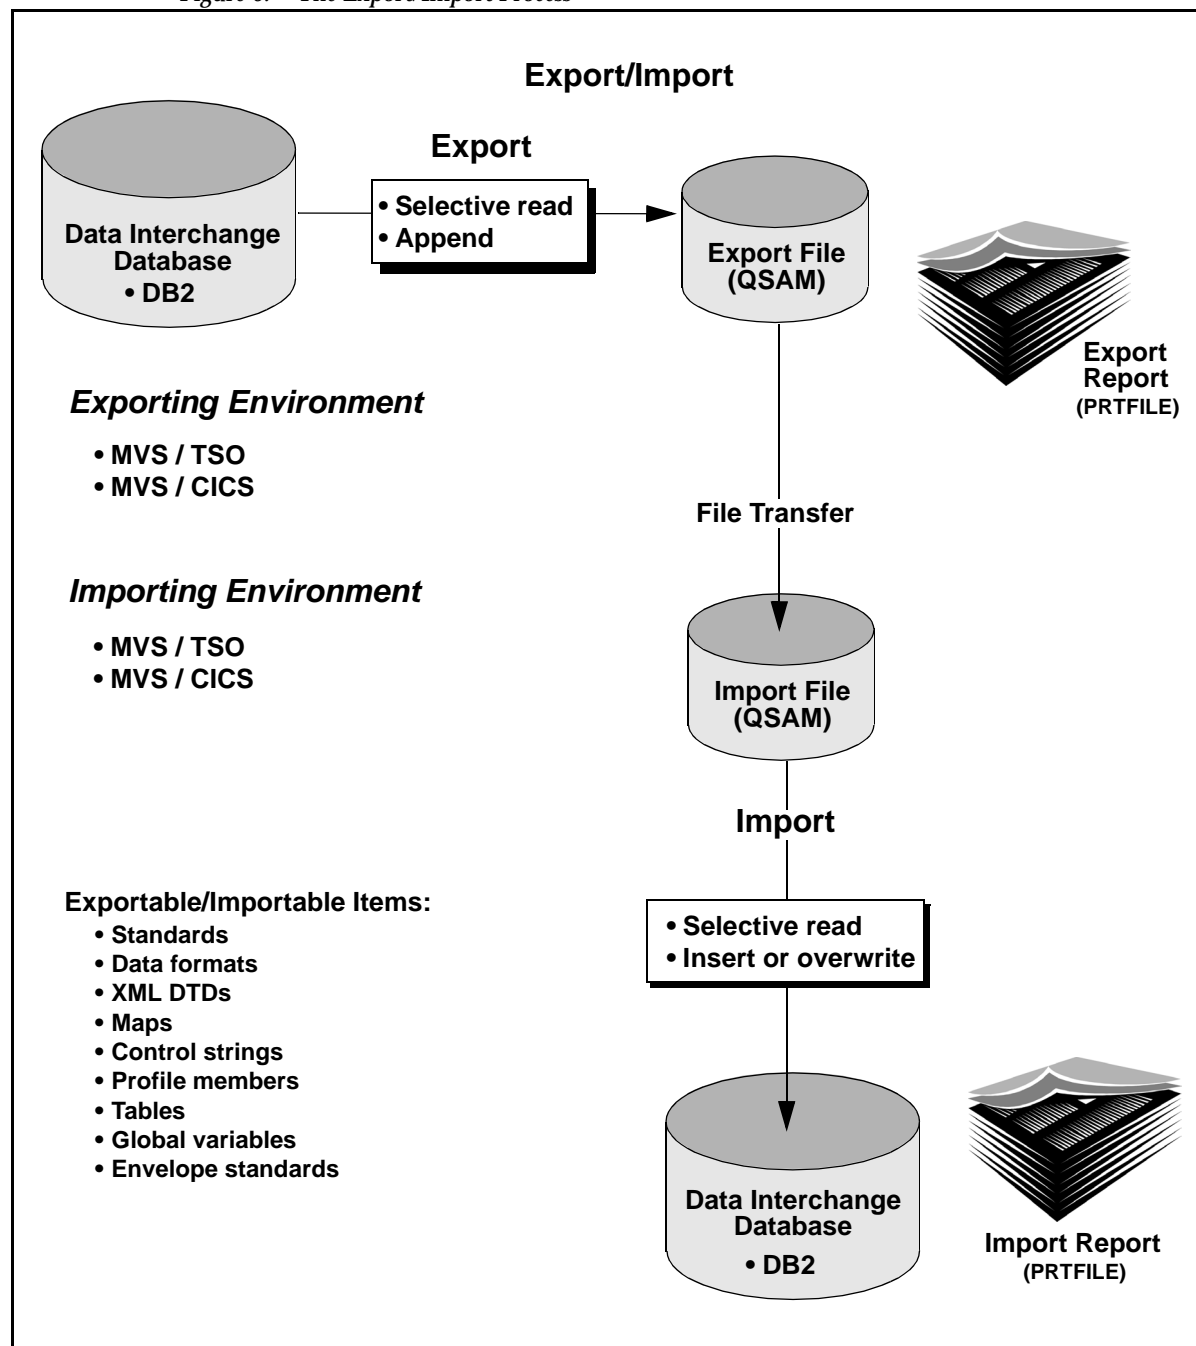 Export/Import
Export
• Selective read
• Append
Data Interchange
Database
• DB2
Export File
(QSAM)
Export
Report
(PRTFILE)
Exporting Environment
• MVS / TSO
• MVS / CICS
File Transfer
Importing Environment
• MVS / TSO
• MVS / CICS
Import File
(QSAM)
Import
• Selective read
• Insert or overwrite
Exportable/Importable Items:
• Standards
• Data formats
• XML DTDs
• Maps
• Control strings
• Profile members
• Tables
• Global variables
• Envelope standards
Data Interchange
Database
• DB2
Import Report
(PRTFILE)